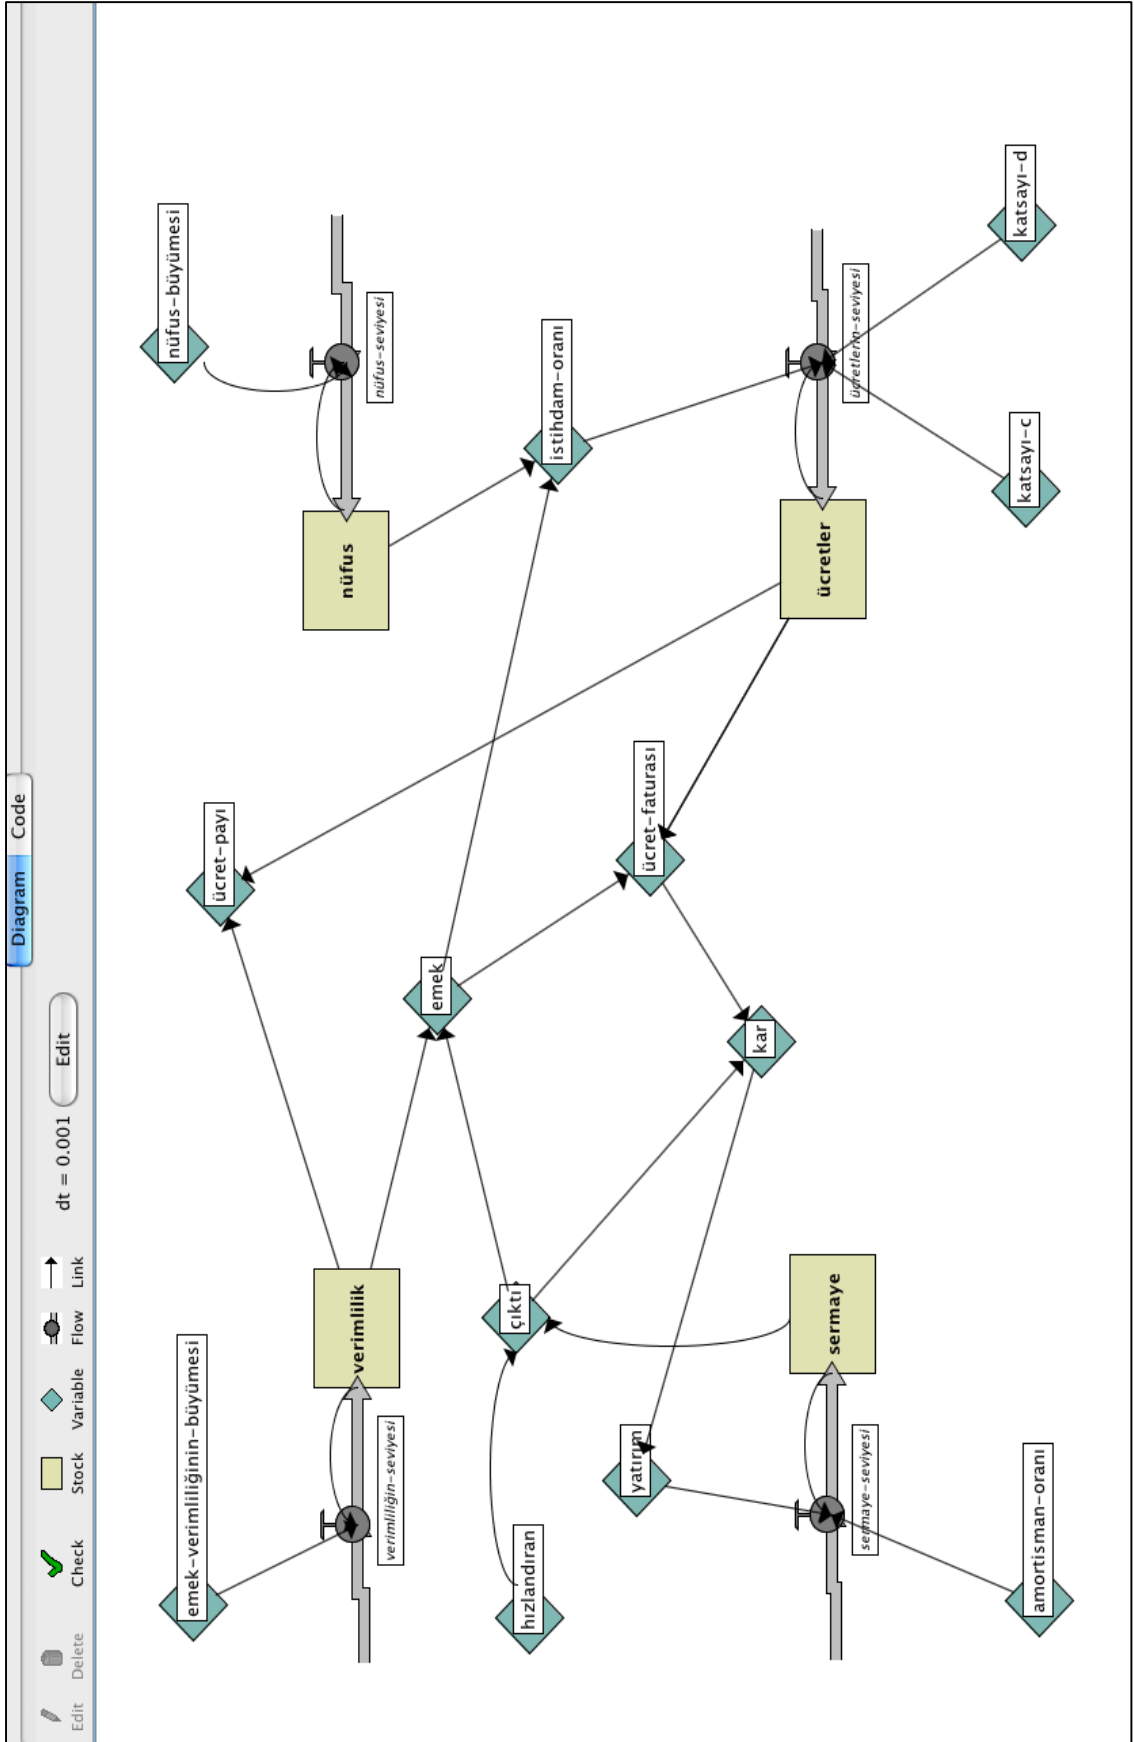 Diagram Code
Edit
Delete
Check
Stock
Variable
Flow
Link
dt = 0.001
Edit
emek-verimliliğinin-büyümesi
ücret-payı
nüfus-büyümesi
verimlilik
verimliliğin-seviyesi
nüfus
nüfus-seviyesi
emek
hızlandıran
çıktı
istihdam-oranı
yatırım
ücret-faturası
kar
sermaye
sermaye-seviyesi
ücretler
ücretlerin-seviyesi
amortisman-oranı
katsayı-c
katsayı-d